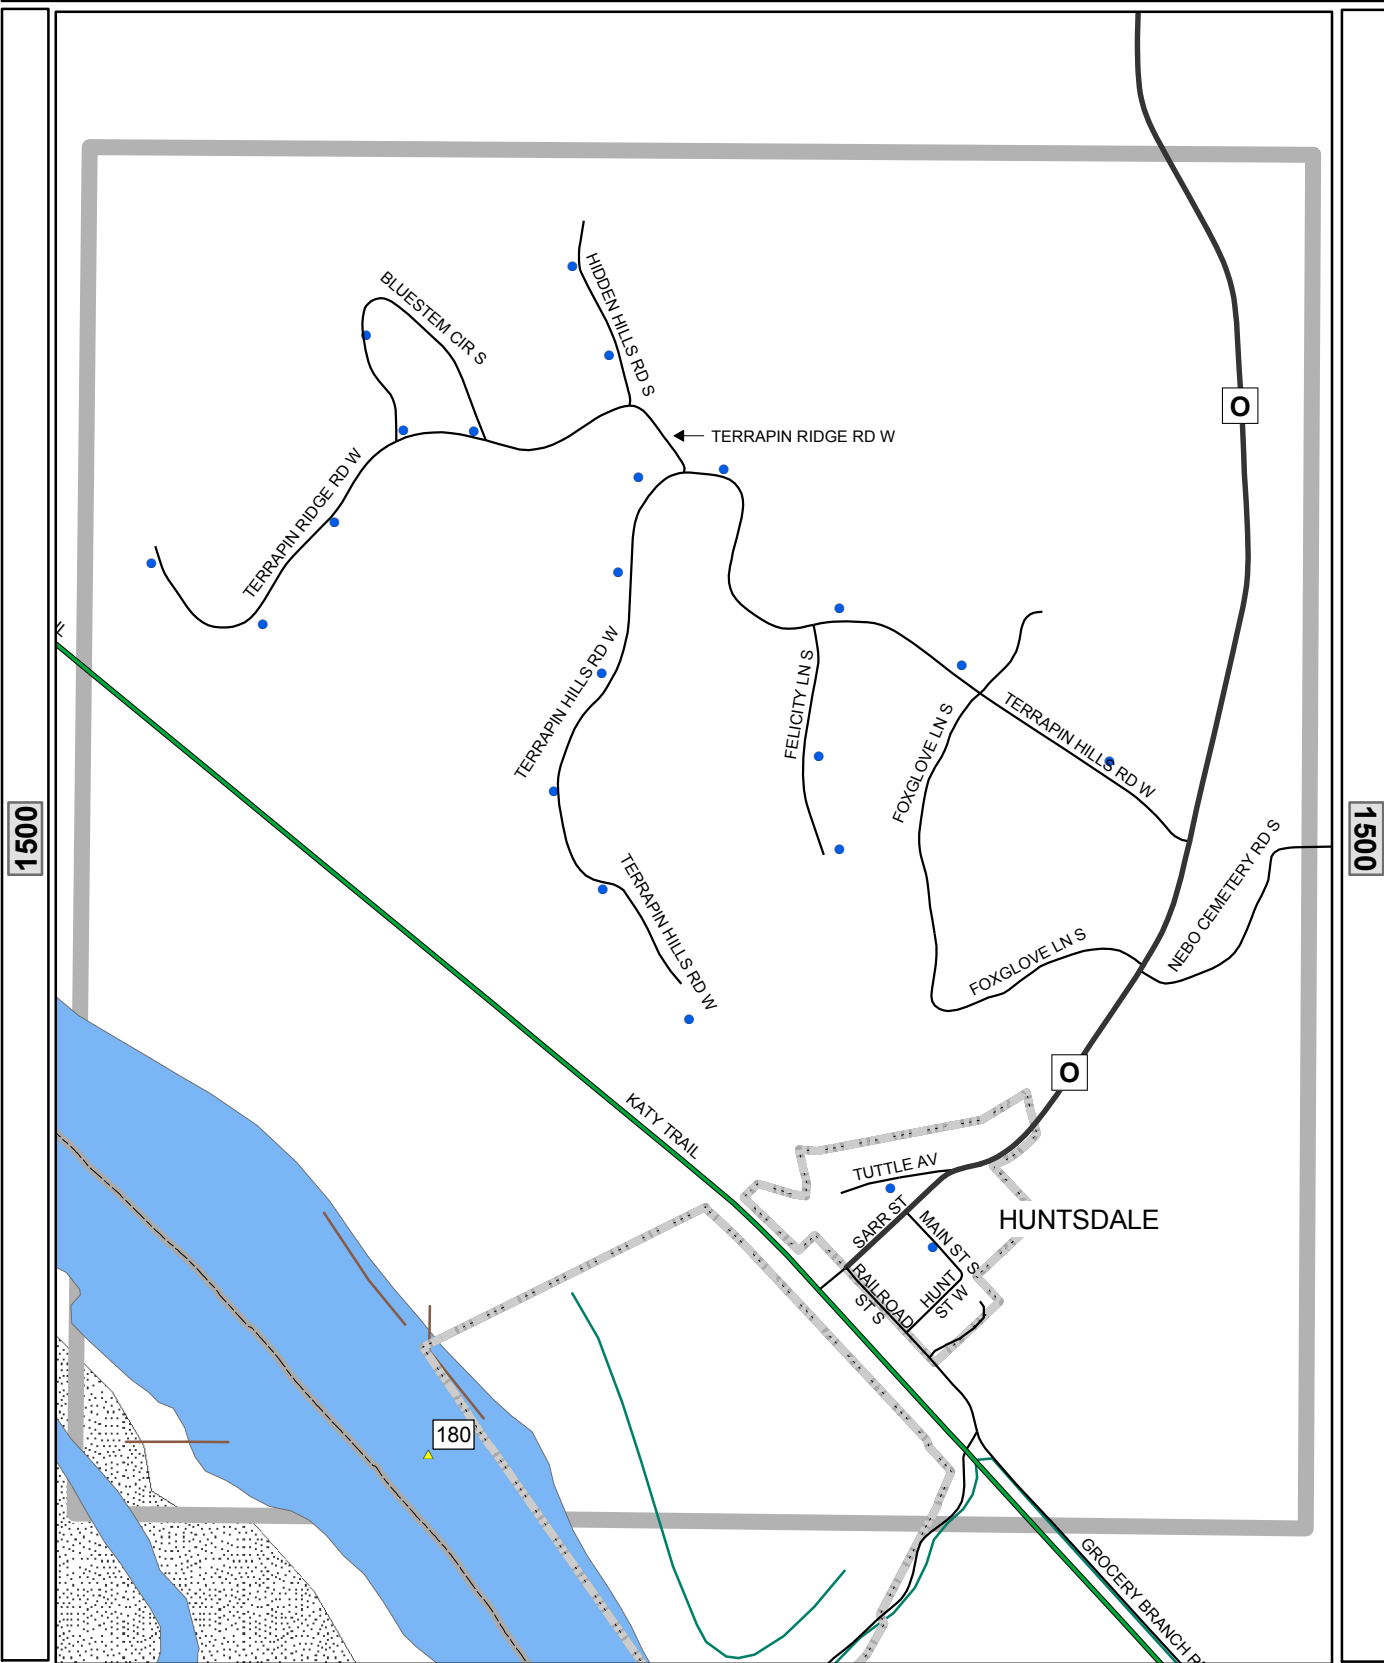 HIDDEN HILLS RD S
BLUESTEM CIR S
O
TERRAPIN RIDGE RD W
TERRAPIN RIDGE RD W
TERRAPIN HILLS RD W
FELICITY LN S
FOXGLOVE LN S
TERRAPIN HILLS RD W
1500
1500
NEBO CEMETERY RD S
TERRAPIN HILLS RD W
FOXGLOVE LN S
O
KATY TRAIL
TUTTLE AV
HUNTSDALE
SARR ST
MAIN ST S
RAILROAD
ST S
HUNT
ST W
180
GROCERY BRANCH R